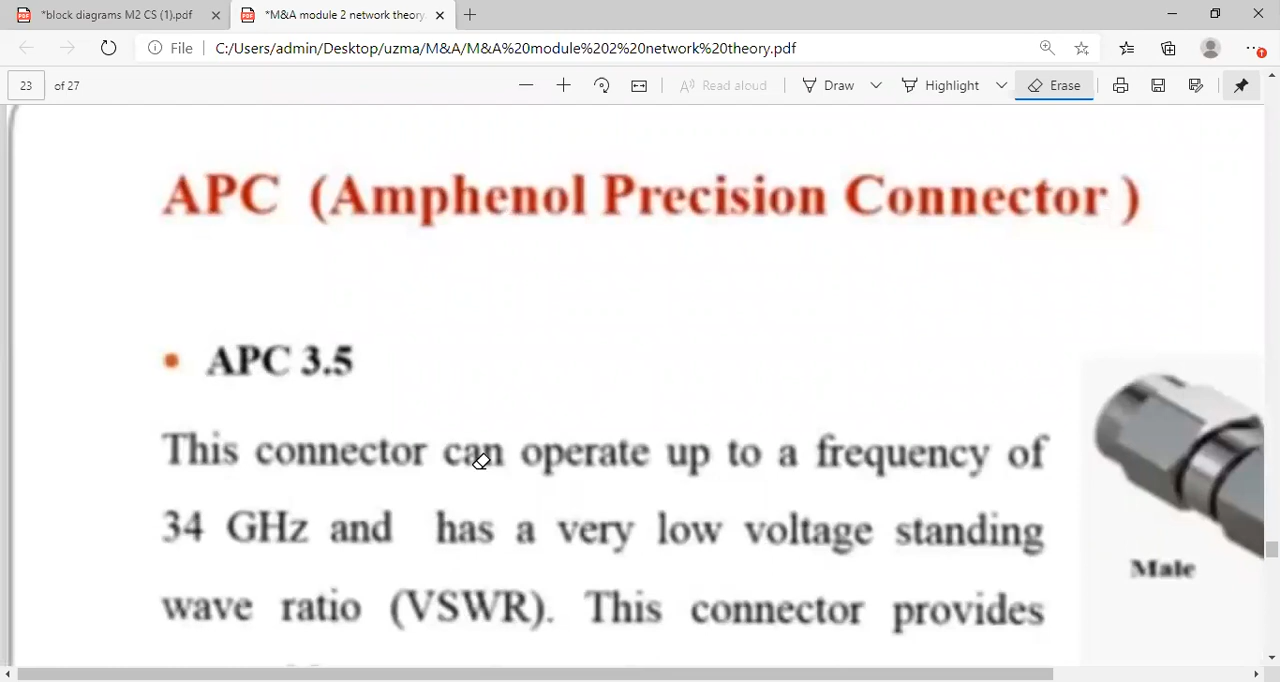 *block diagrams M2 CS (1).pdf
*M&A module 2 network theory.
File
C:/Users/admin/Desktop/uzma/M&A/M&A%20module%202%20network%20theory.pdf
23 of 27
Read aloud
Draw
Highlight
Erase
APC (Amphenol Precision Connector )
• APC 3.5
This connector can operate up to a frequency of
34 GHz and has a very low voltage standing
wave ratio (VSWR). This connector provides
Male